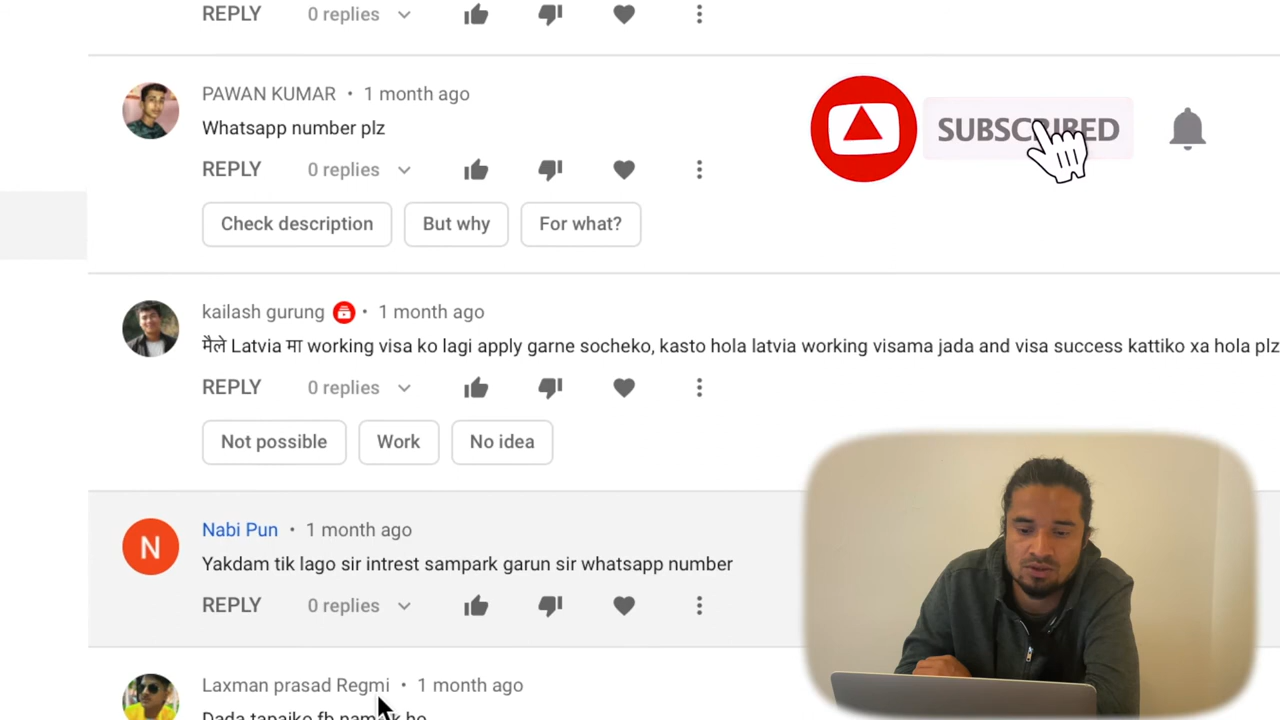 REPLY 0 replies
PAWAN KUMAR • 1 month ago
Whatsapp number plz
SUBSCRIBED
REPLY 0 replies
Check description But why For what?
kailash gurung • 1 month ago
मैले Latvia मा working visa ko lagi apply garne socheko, kasto hola latvia working visama jada and visa success kattiko xa hola plz
REPLY 0 replies
Not possible Work No idea
N
Nabi Pun • 1 month ago
Yakdam tik lago sir intrest sampark garun sir whatsapp number
REPLY 0 replies
Laxman prasad Regmi • 1 month ago
Dada tapaiko fb name k ho